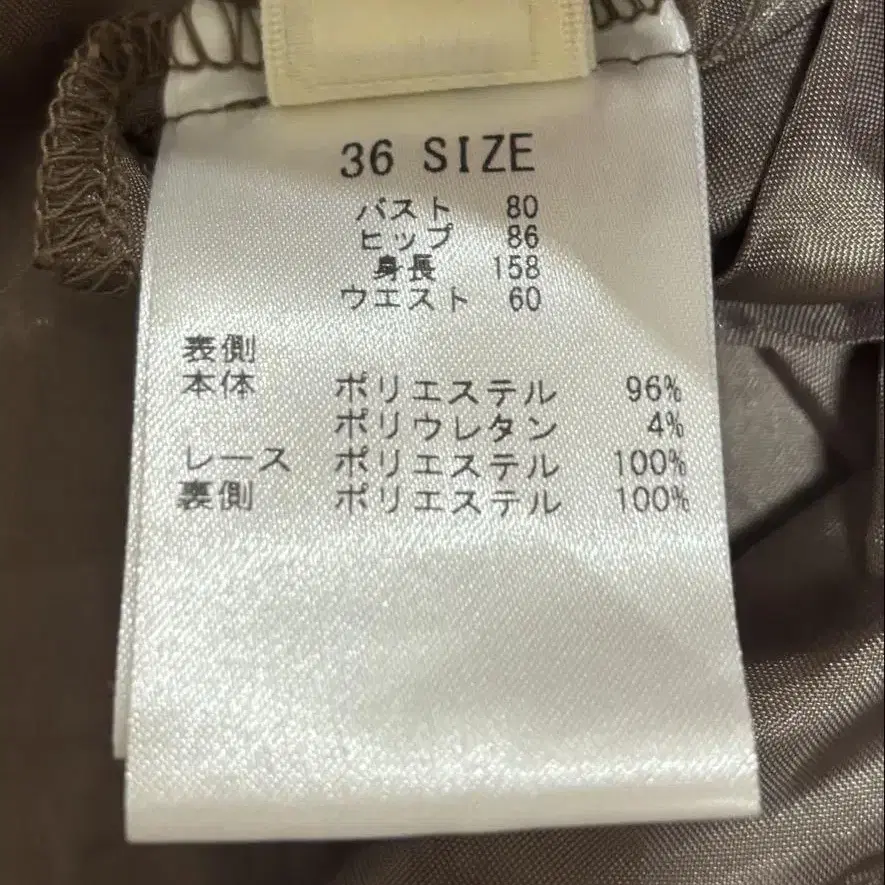 36 SIZE
バスト 80
ヒップ 86
身長 158
ウエスト 60
表側
本体 ポリエステル 96%
ポリウレタン 4%
レース ポリエステル 100%
裏側 ポリエステル 100%